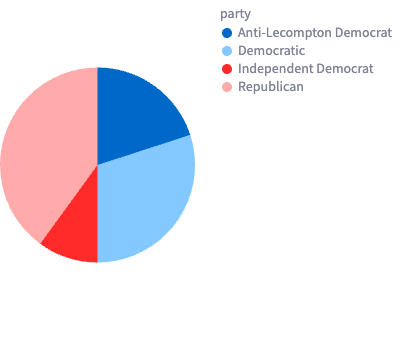 party
Anti-Lecompton Democrat
Democratic
Independent Democrat
Republican